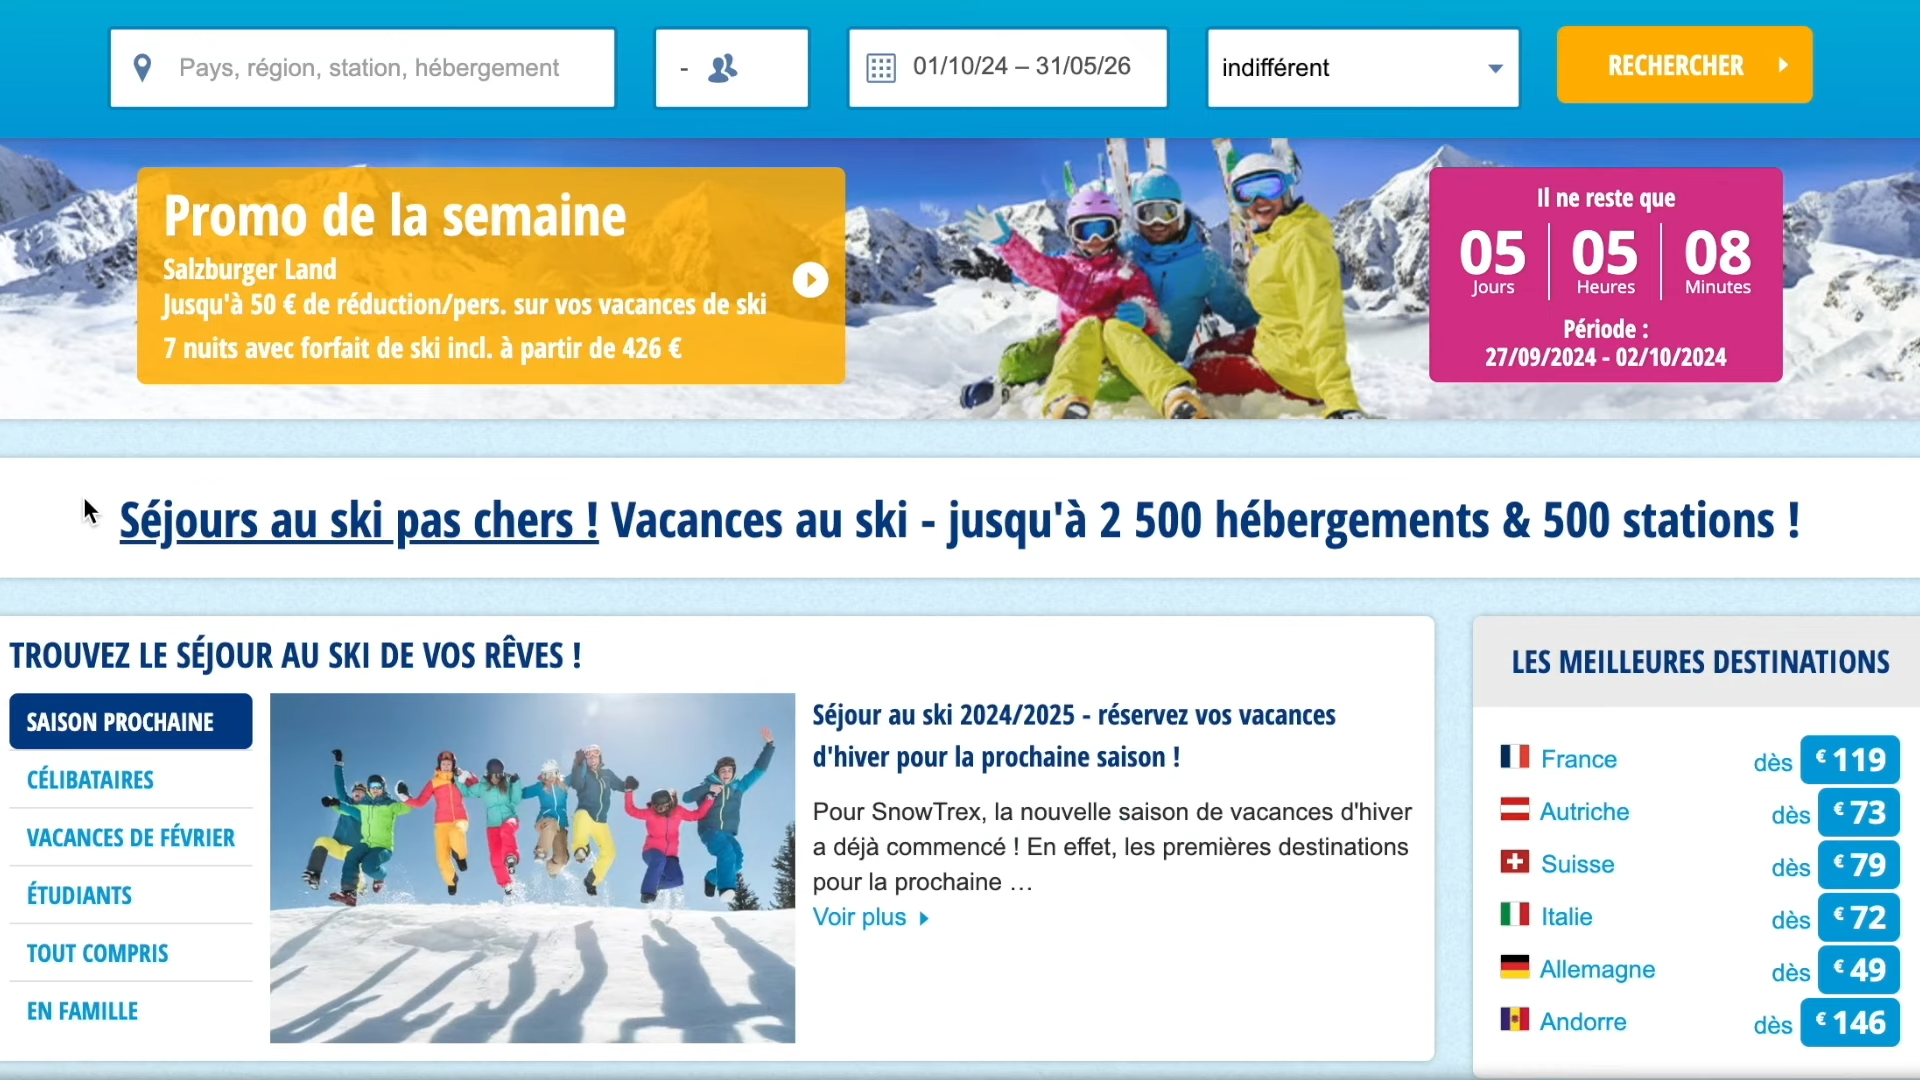 Pays, région, station, hébergement
-
01/10/24 – 31/05/26
indifférent
RECHERCHER
Promo de la semaine
Salzburger Land
Jusqu'à 50 € de réduction/pers. sur vos vacances de ski
7 nuits avec forfait de ski incl. à partir de 426 €
Il ne reste que
05 05 08
Jours Heures Minutes
Période :
27/09/2024 - 02/10/2024
Séjours au ski pas chers ! Vacances au ski - jusqu'à 2 500 hébergements & 500 stations !
TROUVEZ LE SÉJOUR AU SKI DE VOS RÊVES !
SAISON PROCHAINE
CÉLIBATAIRES
VACANCES DE FÉVRIER
ÉTUDIANTS
TOUT COMPRIS
EN FAMILLE
Séjour au ski 2024/2025 - réservez vos vacances
d'hiver pour la prochaine saison !
Pour SnowTrex, la nouvelle saison de vacances d'hiver
a déjà commencé ! En effet, les premières destinations
pour la prochaine …
Voir plus
LES MEILLEURES DESTINATIONS
France dès € 119
Autriche dès € 73
Suisse dès € 79
Italie dès € 72
Allemagne dès € 49
Andorre dès € 146